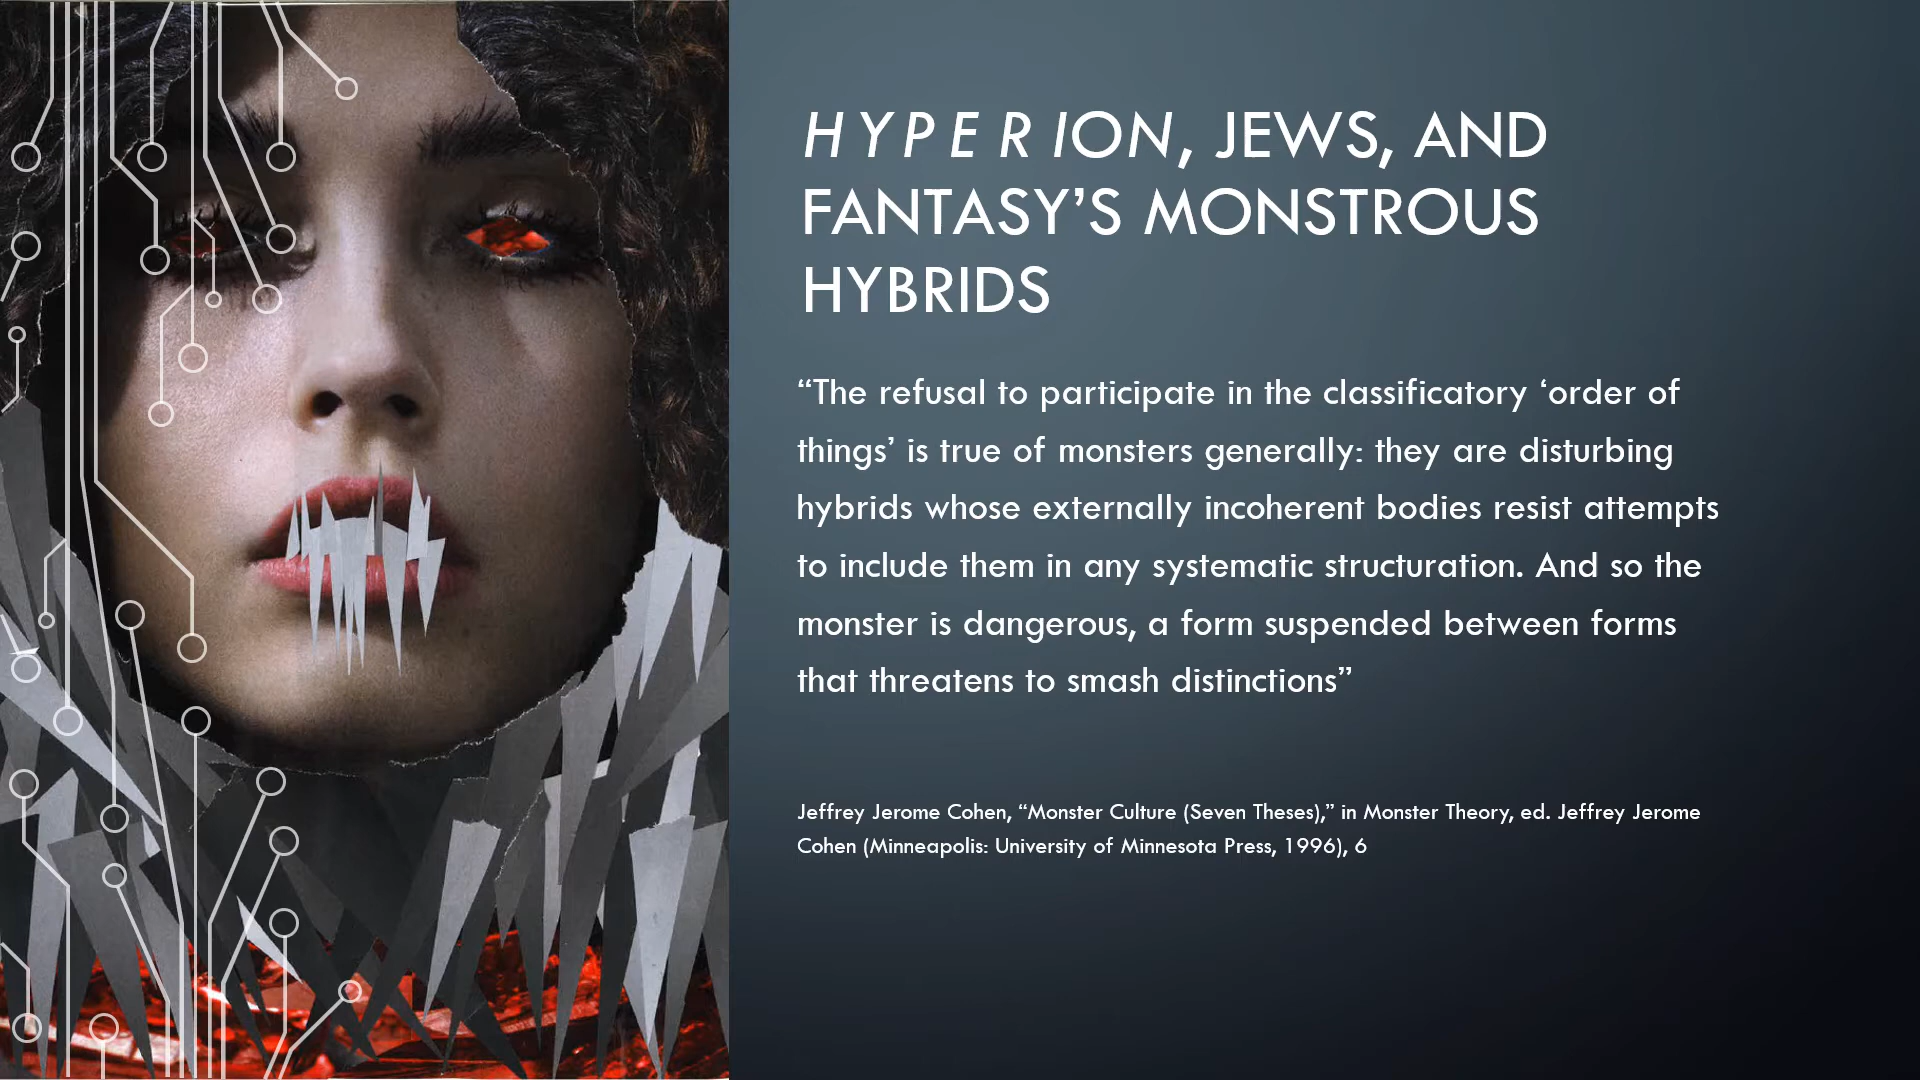 HYPERION, JEWS, AND
FANTASY’S MONSTROUS
HYBRIDS
“The refusal to participate in the classificatory ‘order of
things’ is true of monsters generally: they are disturbing
hybrids whose externally incoherent bodies resist attempts
to include them in any systematic structuration. And so the
monster is dangerous, a form suspended between forms
that threatens to smash distinctions”
Jeffrey Jerome Cohen, “Monster Culture (Seven Theses),” in Monster Theory, ed. Jeffrey Jerome
Cohen (Minneapolis: University of Minnesota Press, 1996), 6